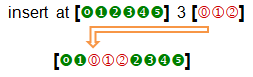 insert at [⓿❶❷❸❹❺] 3 [⓪①②]
[⓿❶⓪①②❷❸❹❺]